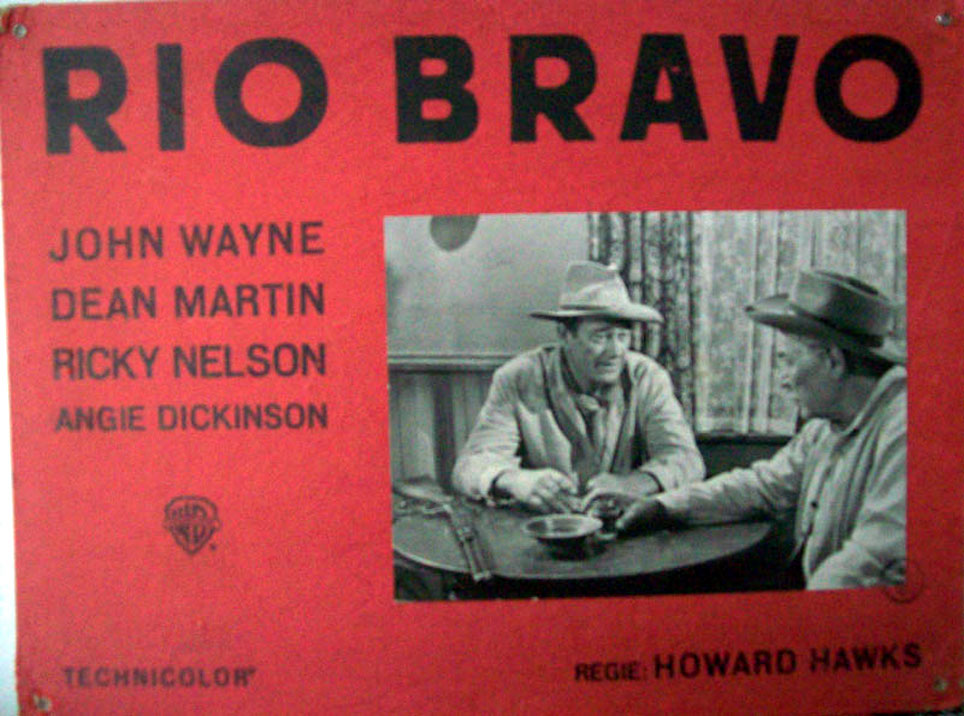 RIO BRAVO
JOHN WAYNE
DEAN MARTIN
RICKY NELSON
ANGIE DICKINSON
TECHNICOLOR
REGIE: HOWARD HAWKS